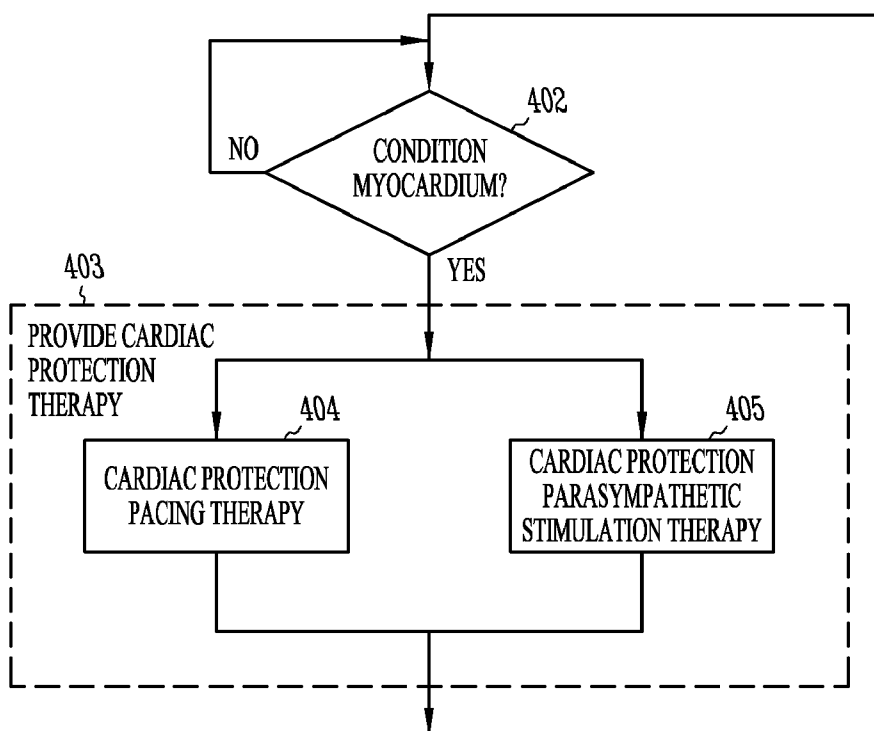 402
CONDITION
MYOCARDIUM?
NO
YES
403
PROVIDE CARDIAC
PROTECTION
THERAPY
404
CARDIAC PROTECTION
PACING THERAPY
405
CARDIAC PROTECTION
PARASYMPATHETIC
STIMULATION THERAPY